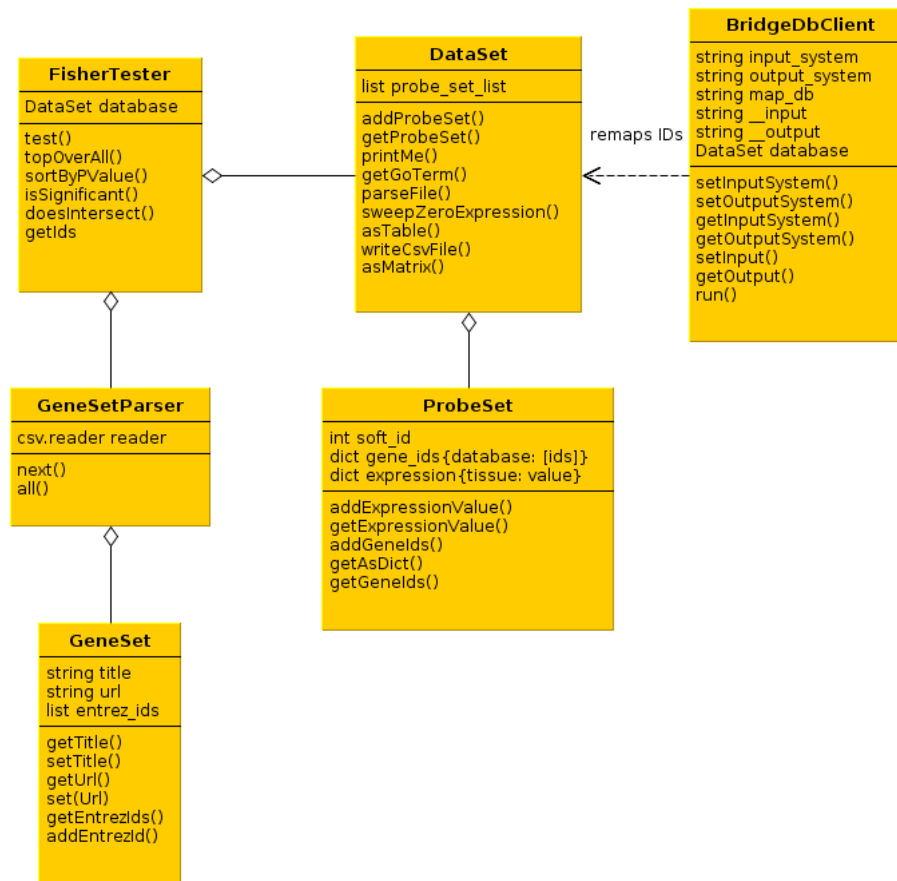 FisherTester
DataSet database
test()
topOverAll()
sortByPValue()
isSignificant()
doesIntersect()
getIds
DataSet
list probe_set_list
addProbeSet()
getProbeSet()
printMe()
getGoTerm()
parseFile()
sweepZeroExpression()
asTable()
writeCsvFile()
asMatrix()
remaps IDs
BridgeDbClient
string input_system
string output_system
string map_db
string __input
string __output
DataSet database
setInputSystem()
setOutputSystem()
getInputSystem()
getOutputSystem()
setInput()
getOutput()
run()
GeneSetParser
csv.reader reader
next()
all()
ProbeSet
int soft_id
dict gene_ids{database: [ids]}
dict expression{tissue: value}
addExpressionValue()
getExpressionValue()
addGeneIds()
getAsDict()
getGeneIds()
GeneSet
string title
string url
list entrez_ids
getTitle()
setTitle()
getUrl()
set(Url)
getEntrezIds()
addEntrezId()